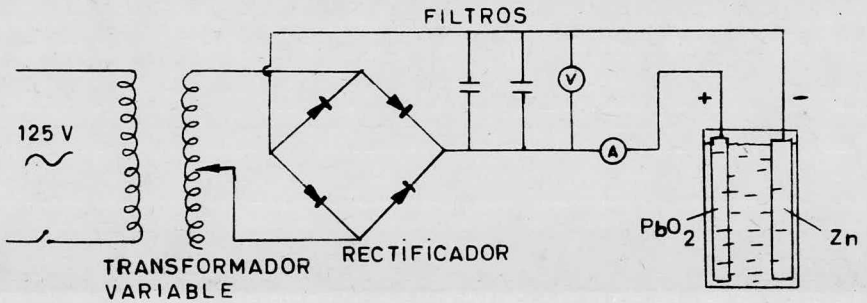 FILTROS
125 V
V
A
+ -
PbO2
Zn
RECTIFICADOR
TRANSFORMADOR
VARIABLE